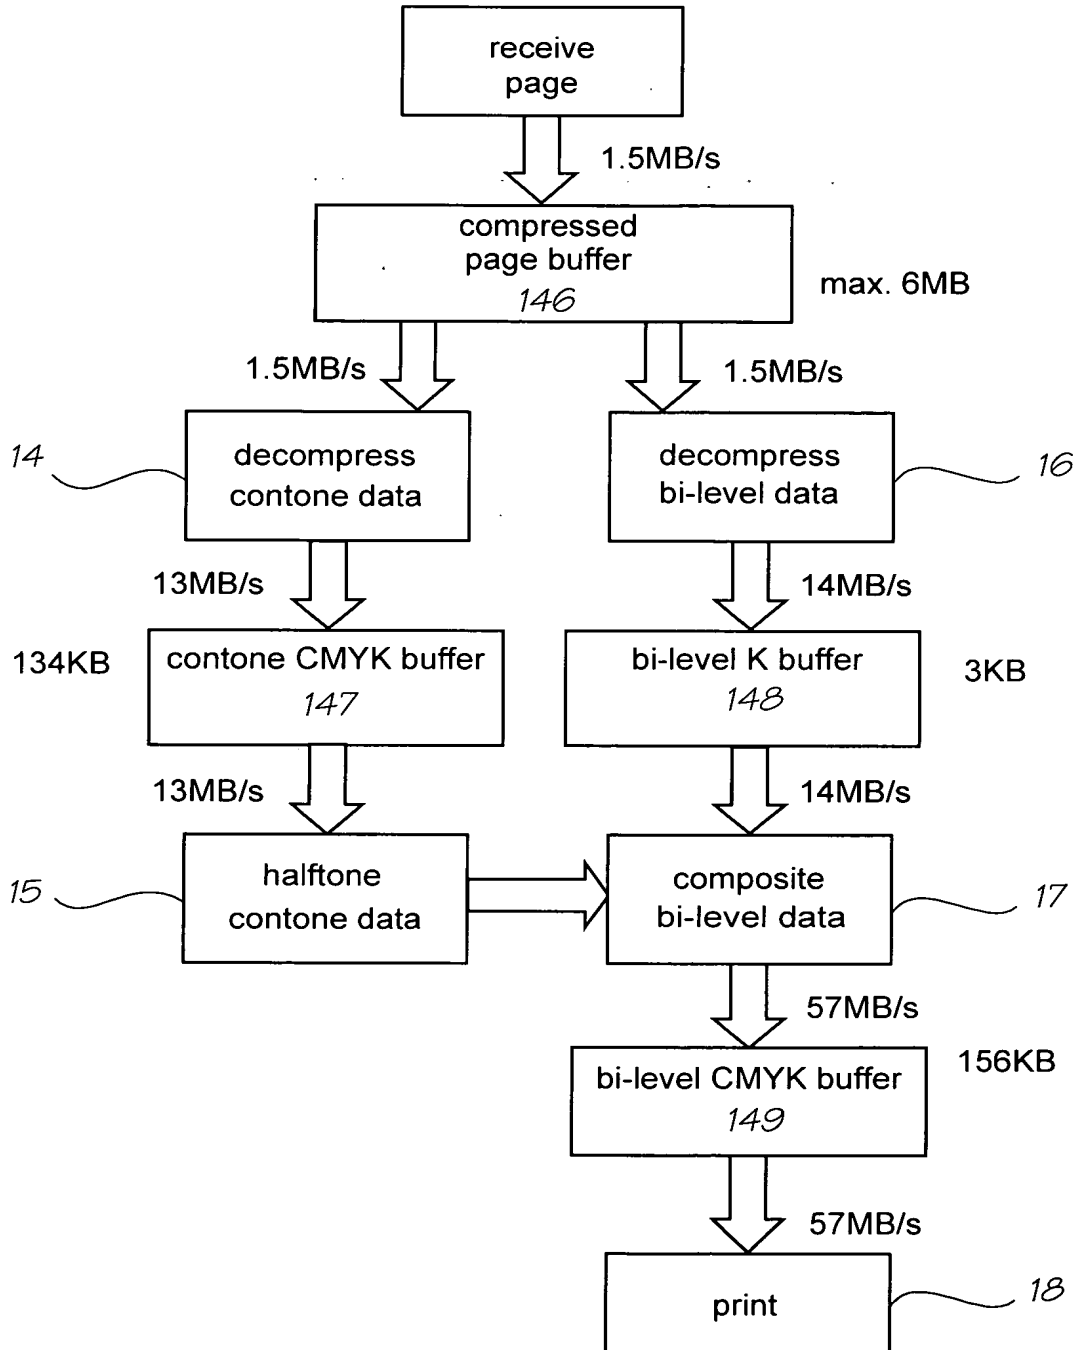 receive
page
1.5MB/s
compressed
page buffer
146
max. 6MB
1.5MB/s
1.5MB/s
14
decompress
contone data
decompress
bi-level data
16
13MB/s
14MB/s
134KB
contone CMYK buffer
147
bi-level K buffer
148
3KB
13MB/s
14MB/s
15
halftone
contone data
composite
bi-level data
17
57MB/s
bi-level CMYK buffer
149
156KB
57MB/s
print
18